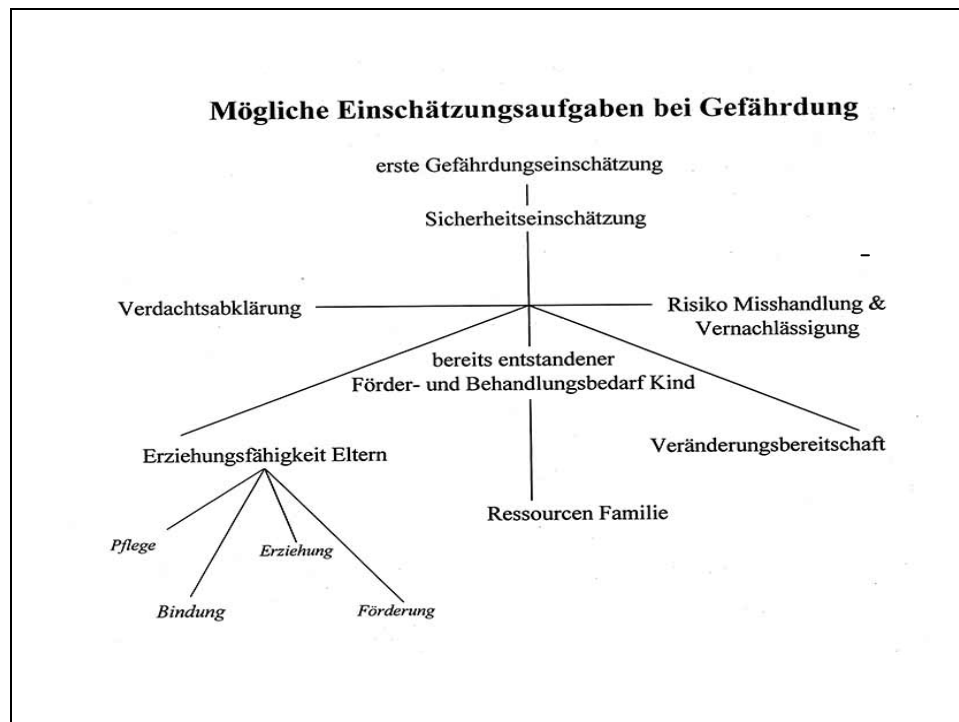 Mögliche Einschätzungsaufgaben bei Gefährdung
erste Gefährdungseinschätzung
Sicherheitseinschätzung
Verdachtsabklärung
Risiko Misshandlung &
Vernachlässigung
bereits entstandener
Förder- und Behandlungsbedarf Kind
Erziehungsfähigkeit Eltern
Veränderungsbereitschaft
Ressourcen Familie
Pflege
Erziehung
Bindung
Förderung